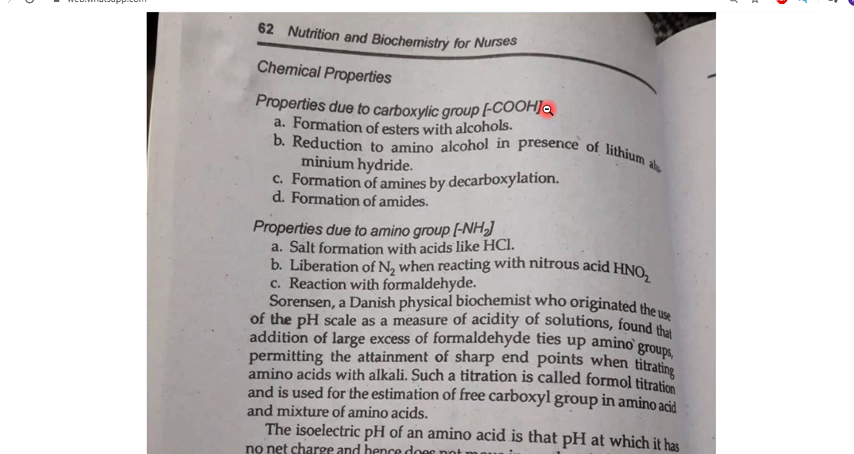 62 Nutrition and Biochemistry for Nurses
Chemical Properties
Properties due to carboxylic group [-COOH]
a. Formation of esters with alcohols.
b. Reduction to amino alcohol in presence of lithium alu-
minium hydride.
c. Formation of amines by decarboxylation.
d. Formation of amides.
Properties due to amino group [-NH₂]
a. Salt formation with acids like HCl.
b. Liberation of N₂ when reacting with nitrous acid HNO₂
c. Reaction with formaldehyde.
Sorensen, a Danish physical biochemist who originated the use
of the pH scale as a measure of acidity of solutions, found that
addition of large excess of formaldehyde ties up amino groups,
permitting the attainment of sharp end points when titrating
amino acids with alkali. Such a titration is called formol titration
and is used for the estimation of free carboxyl group in amino acid
and mixture of amino acids.
The isoelectric pH of an amino acid is that pH at which it has
no net charge and hence does not move in